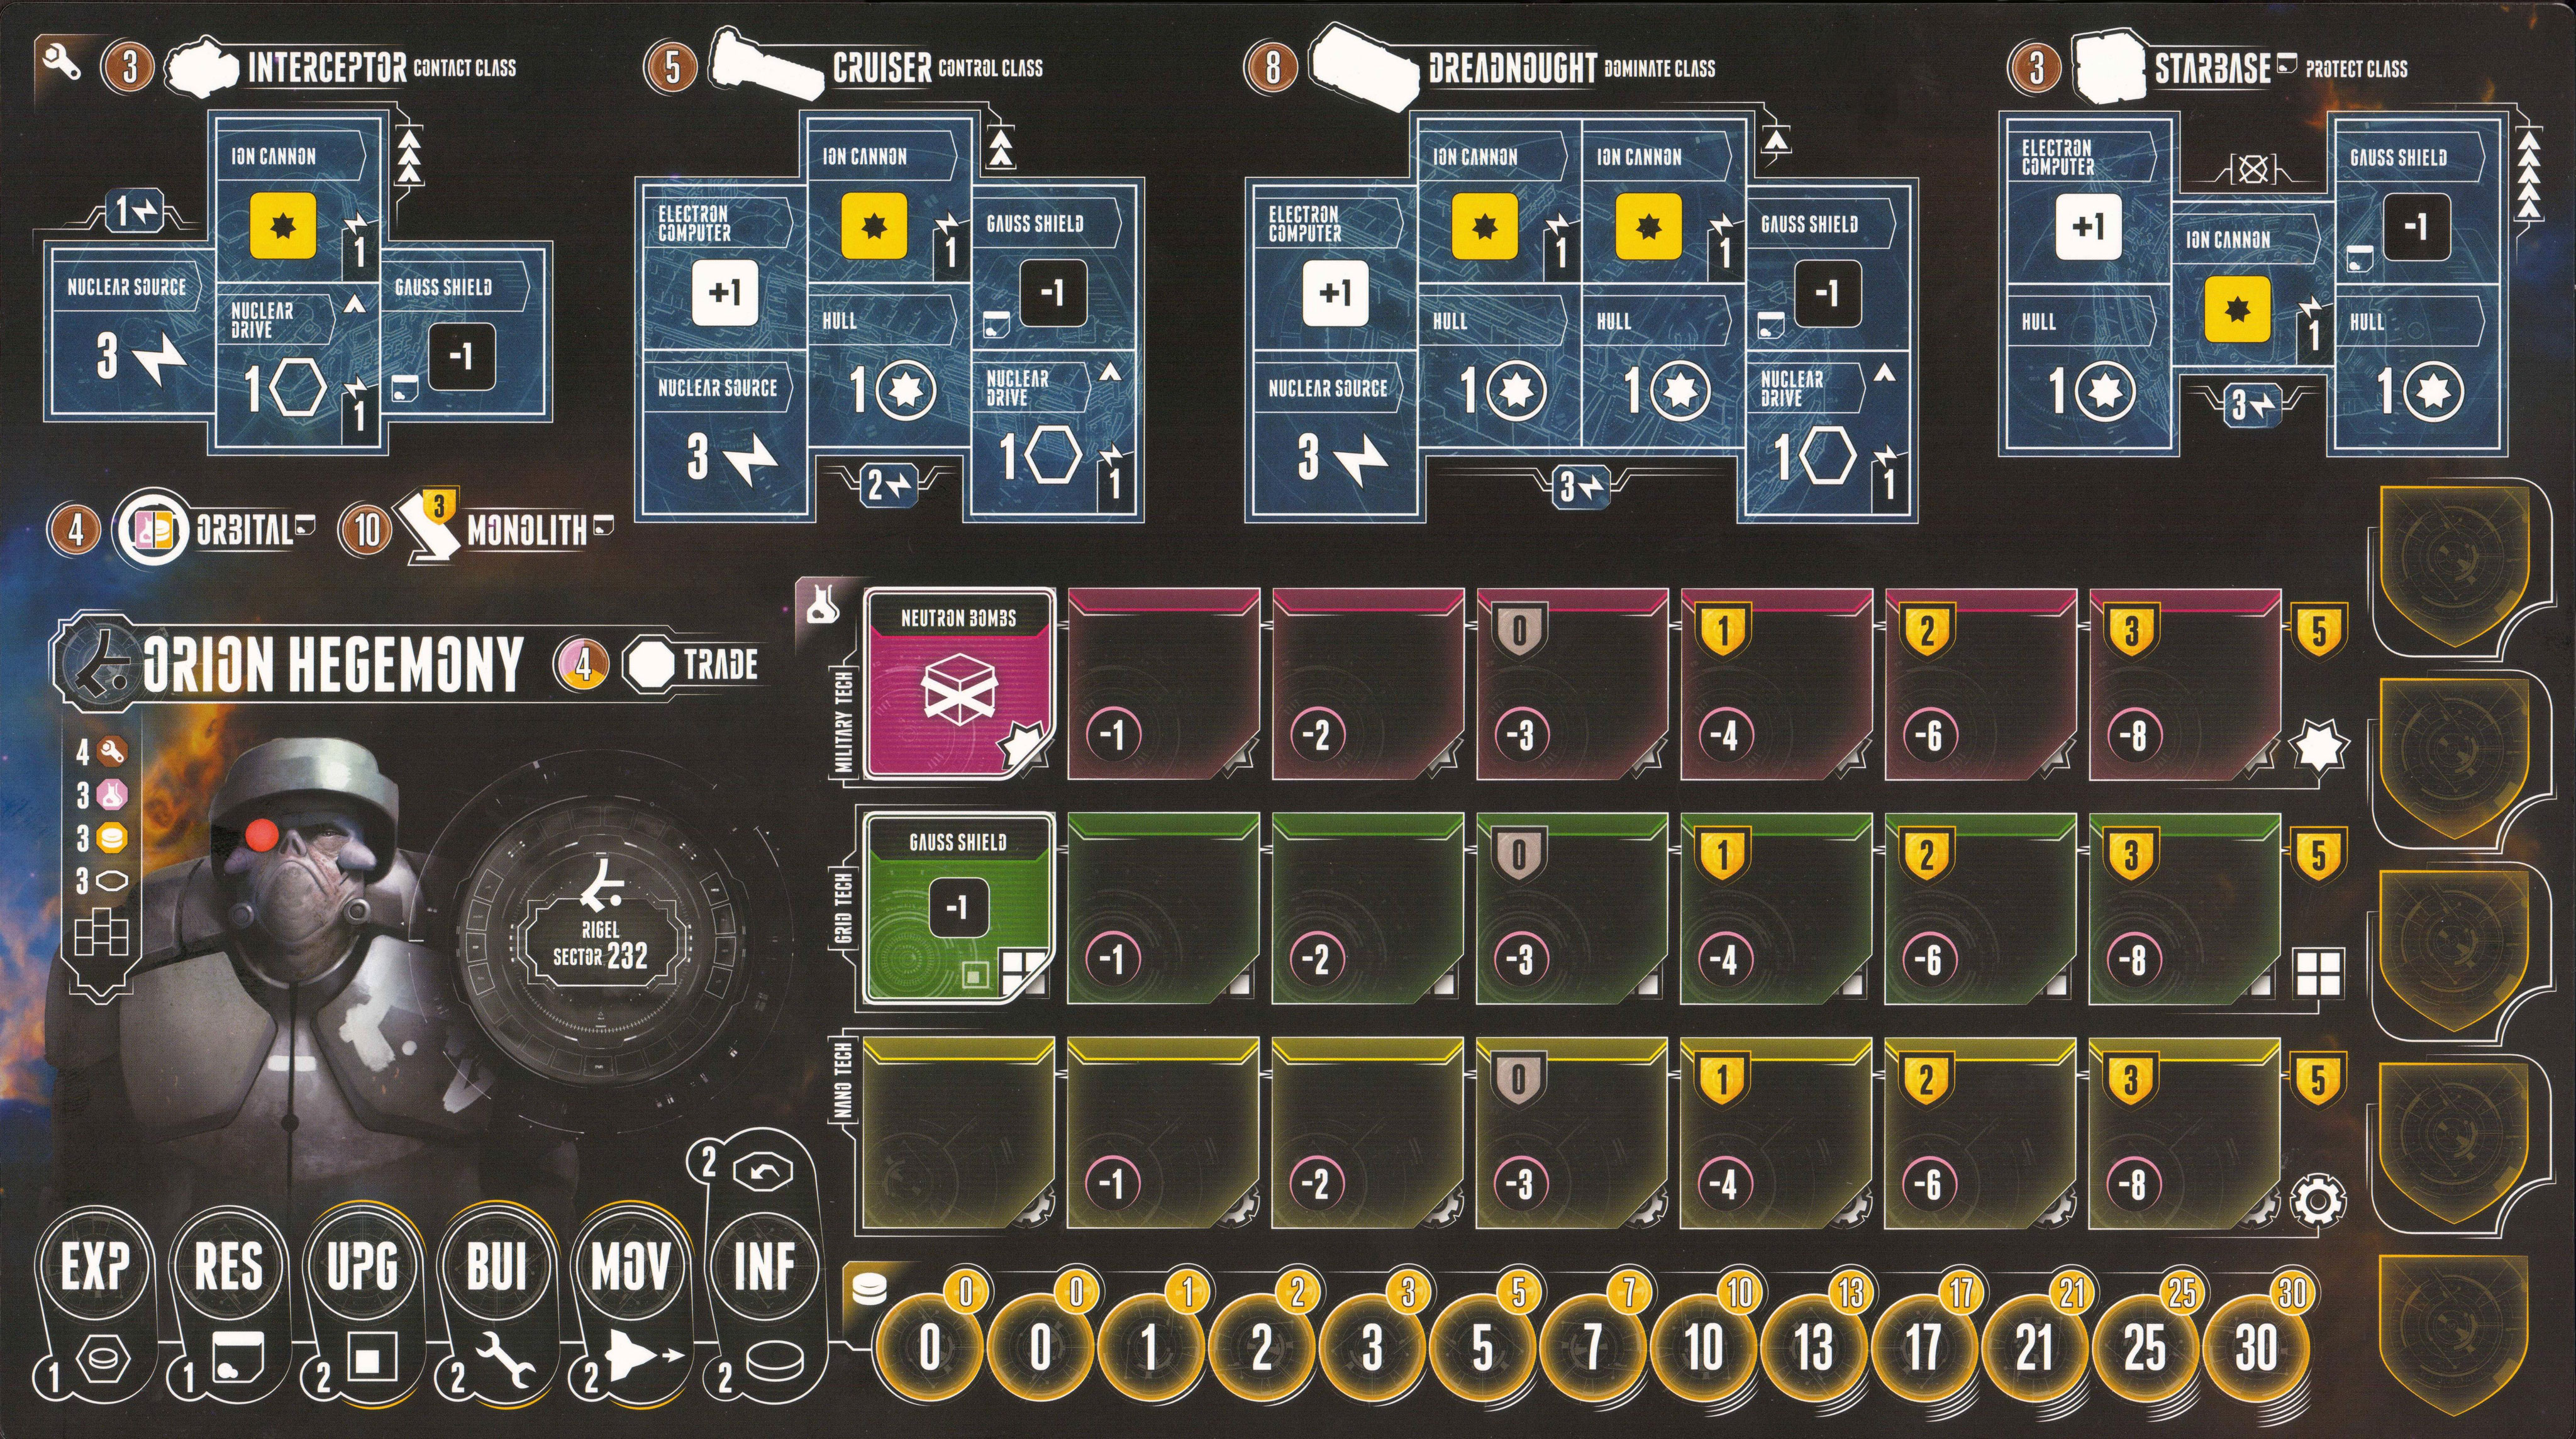 3 INTERCEPTOR CONTACT CLASS
ION CANNON
1
1
NUCLEAR SOURCE
3
NUCLEAR DRIVE
1
1
GAUSS SHIELD
-1
5 CRUISER CONTROL CLASS
ELECTRON COMPUTER
+1
ION CANNON
1
GAUSS SHIELD
-1
NUCLEAR SOURCE
3
HULL
1
NUCLEAR DRIVE
1
1
2
8 DREADNOUGHT DOMINATE CLASS
ELECTRON COMPUTER
+1
ION CANNON
1
ION CANNON
1
GAUSS SHIELD
-1
NUCLEAR SOURCE
3
HULL
1
HULL
1
NUCLEAR DRIVE
1
1
3
3 STARBASE PROTECT CLASS
ELECTRON COMPUTER
+1
GAUSS SHIELD
-1
ION CANNON
1
HULL
1
HULL
1
3
4 ORBITAL 10 3 MONOLITH
ORION HEGEMONY 4 TRADE
4
3
3
3
RIGEL
SECTOR 232
MILITARY TECH
NEUTRON BOMBS
0 1 2 3 5
-1 -2 -3 -4 -6 -8
GRID TECH
GAUSS SHIELD
-1
0 1 2 3 5
-1 -2 -3 -4 -6 -8
NANO TECH
0 1 2 3 5
-1 -2 -3 -4 -6 -8
2
EXP RES UPG BUI MOV INF
1 1 2 2 2 2
0 0 1 2 3 5 7 10 13 17 21 25 30
0 0 1 2 3 5 7 10 13 17 21 25 30